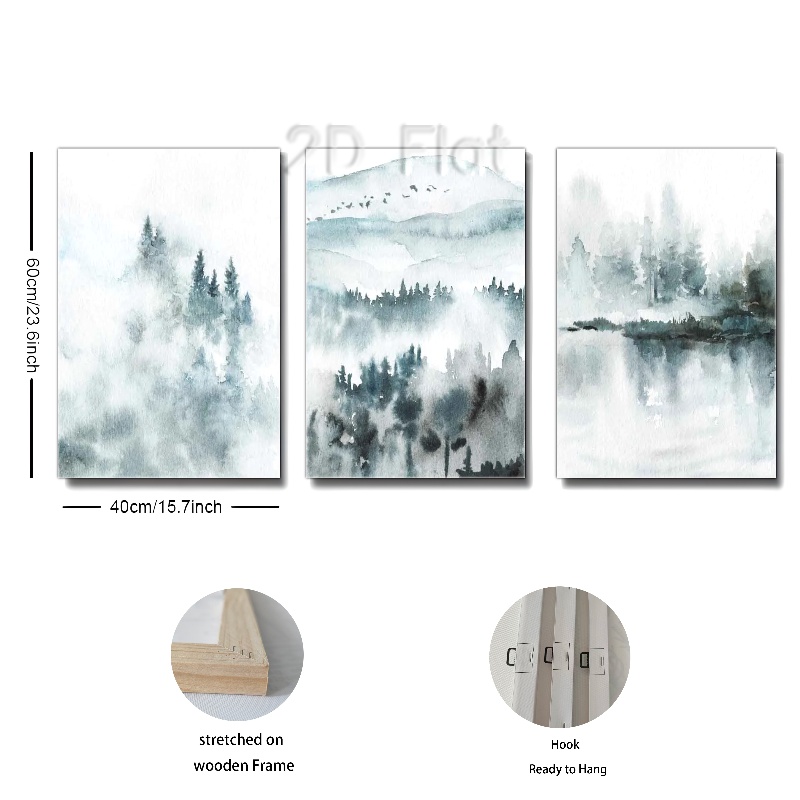 2D Flat
60cm/23.6inch
40cm/15.7inch
stretched on
wooden Frame
Hook
Ready to Hang